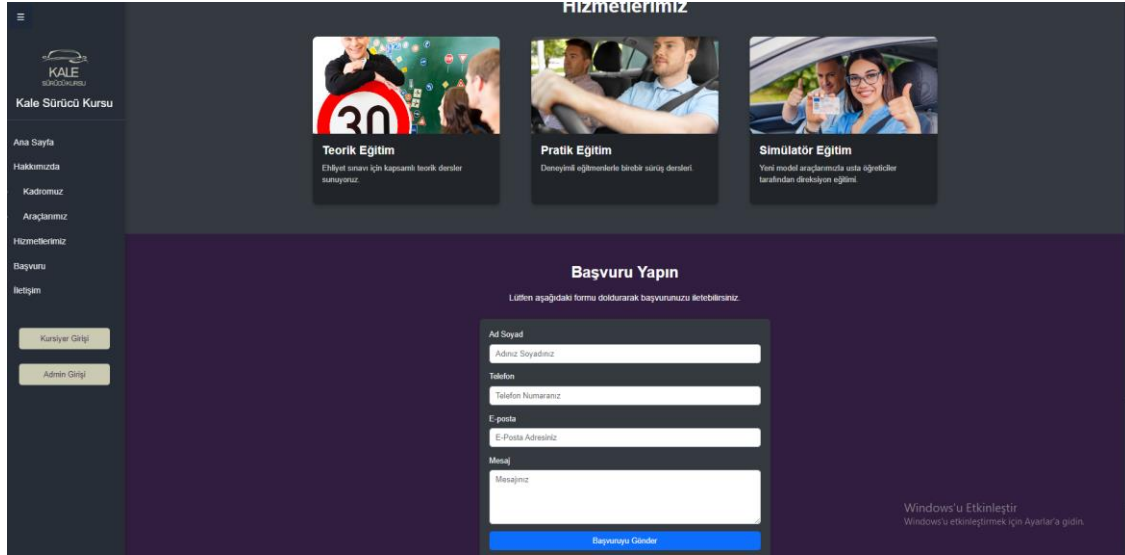 ☰
KALE
SÜRÜCÜ KURSU
Kale Sürücü Kursu
Ana Sayfa
Hakkımızda
Kadromuz
Araçlarımız
Hizmetlerimiz
Başvuru
İletişim
Kursiyer Girişi
Admin Girişi
Hizmetlerimiz
30
Teorik Eğitim
Ehliyet sınavı için kapsamlı teorik dersler
sunuyoruz.
Pratik Eğitim
Deneyimli eğitmenlerle birebir sürüş dersleri.
Simülatör Eğitim
Yeni model araçlarımızla usta öğreticiler
tarafından direksiyon eğitimi.
Başvuru Yapın
Lütfen aşağıdaki formu doldurarak başvurunuzu iletebilirsiniz.
Ad Soyad
Adınız Soyadınız
Telefon
Telefon Numaranız
E-posta
E-Posta Adresiniz
Mesaj
Mesajınız
Başvuruyu Gönder
Windows'u Etkinleştir
Windows'u etkinleştirmek için Ayarlar'a gidin.